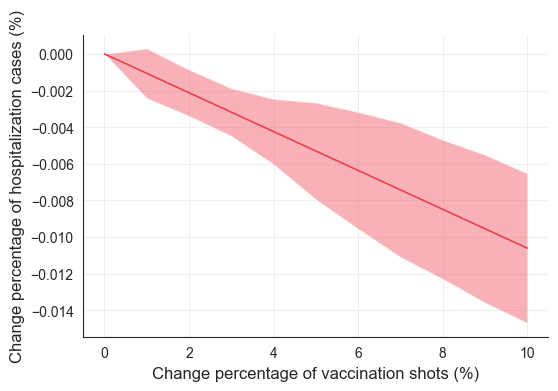 Change percentage of hospitalization cases (%)
0.000
−0.002
−0.004
−0.006
−0.008
−0.010
−0.012
−0.014
0 2 4 6 8 10
Change percentage of vaccination shots (%)